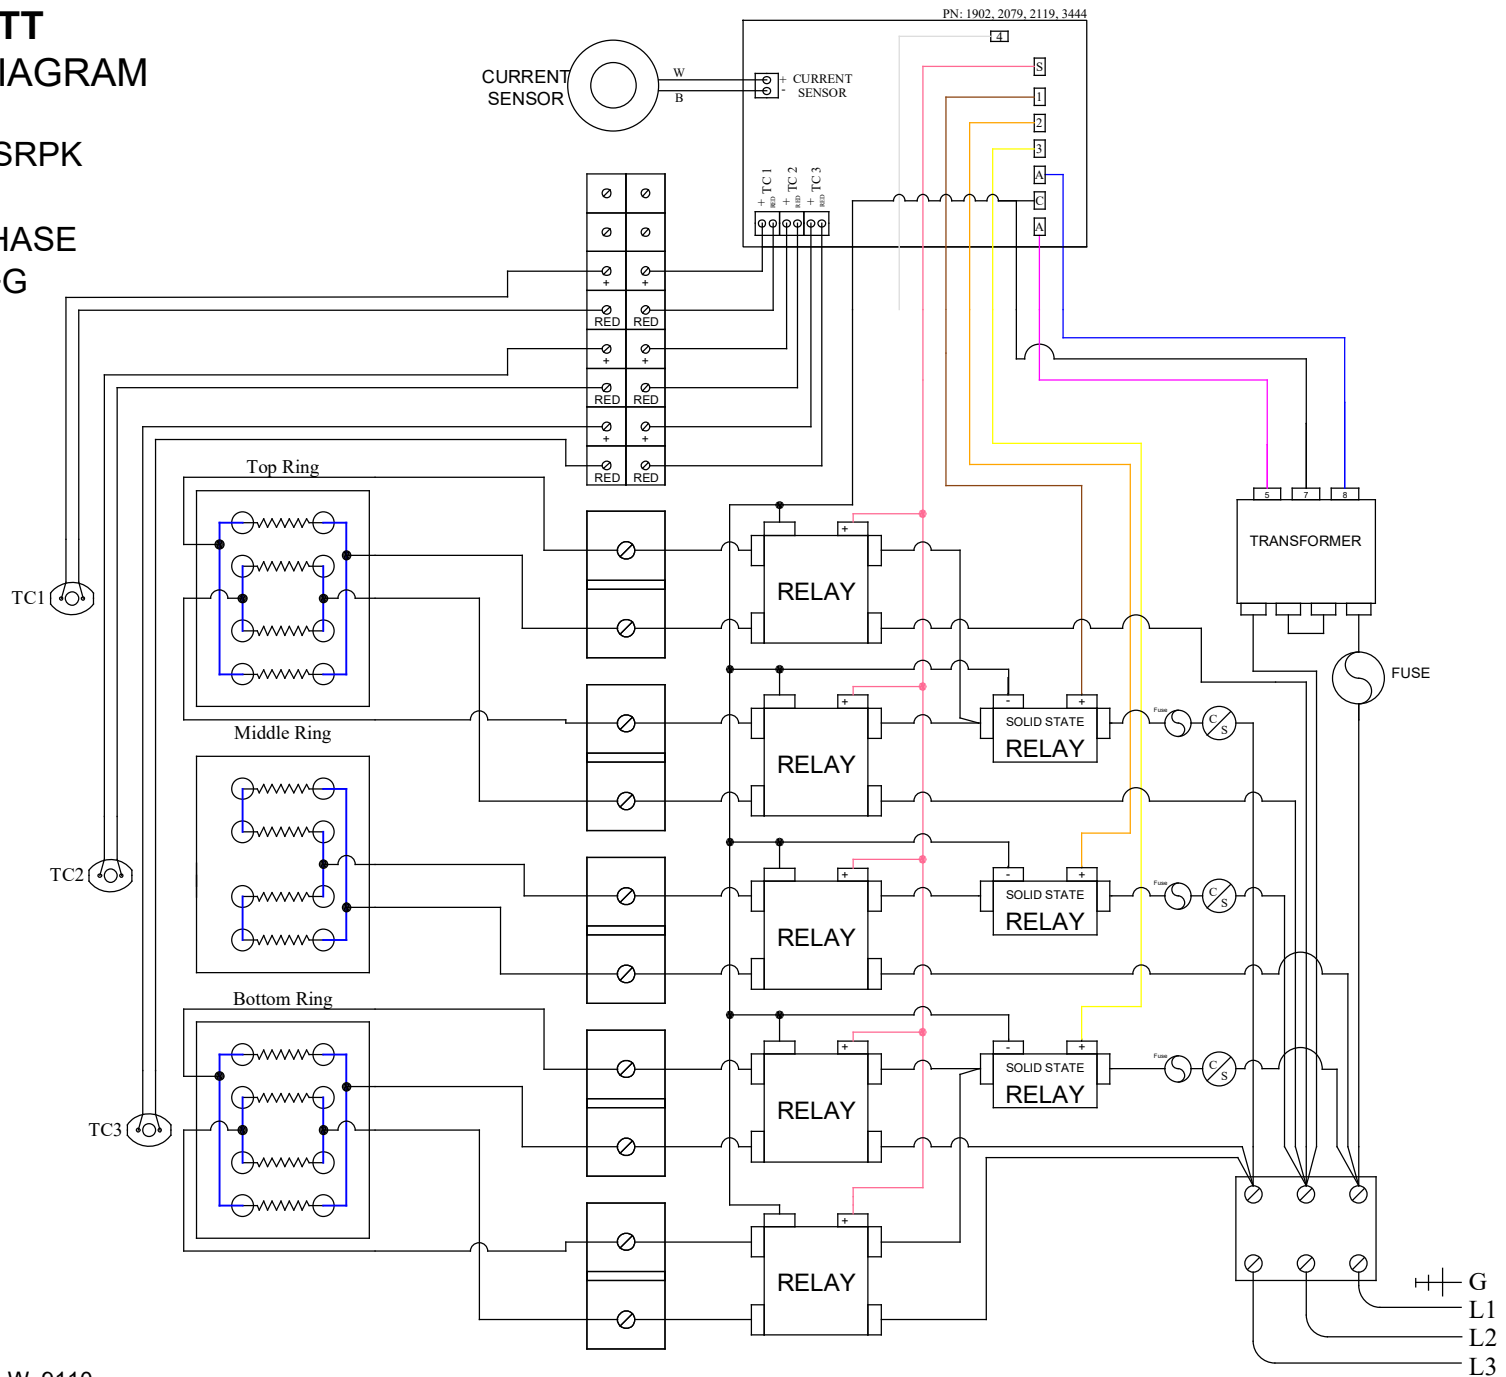 TT
IAGRAM
SRPK
HASE
G
PN: 1902, 2079, 2119, 3444
4
S
1
2
3
A
C
A
CURRENT
SENSOR
W
B
+ CURRENT
- SENSOR
+ TC 1
RED
+ TC 2
RED
+ TC 3
RED
+ +
RED RED
+ +
RED RED
+ +
RED RED
Top Ring
TC1
Middle Ring
TC2
Bottom Ring
TC3
+
RELAY
+
RELAY
+
RELAY
+
RELAY
+
RELAY
- +
SOLID STATE
RELAY
Fuse
C/S
- +
SOLID STATE
RELAY
Fuse
C/S
- +
SOLID STATE
RELAY
Fuse
C/S
5 7 8
TRANSFORMER
FUSE
G
L1
L2
L3